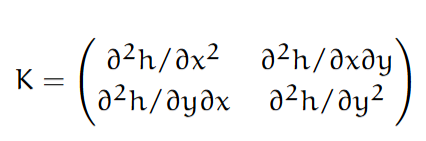 K = ( ∂²h/∂x² ∂²h/∂x∂y
∂²h/∂y∂x ∂²h/∂y² )